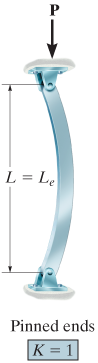 P
L = Lₑ
Pinned ends
K = 1